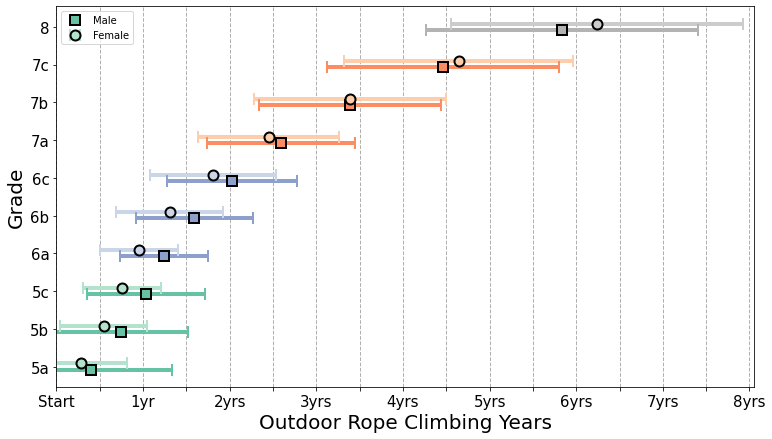 Male
Female
8
7c
7b
7a
6c
6b
6a
5c
5b
5a
Grade
Start 1yr 2yrs 3yrs 4yrs 5yrs 6yrs 7yrs 8yrs
Outdoor Rope Climbing Years